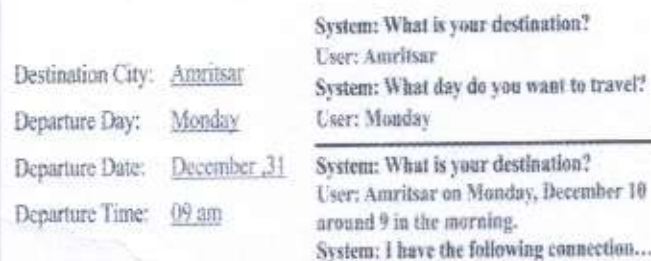 Destination City: Amritsar
Departure Day: Monday
Departure Date: December ,31
Departure Time: 09 am
System: What is your destination?
User: Amritsar
System: What day do you want to travel?
User: Monday
System: What is your destination?
User: Amritsar on Monday, December 10
around 9 in the morning.
System: I have the following connection...